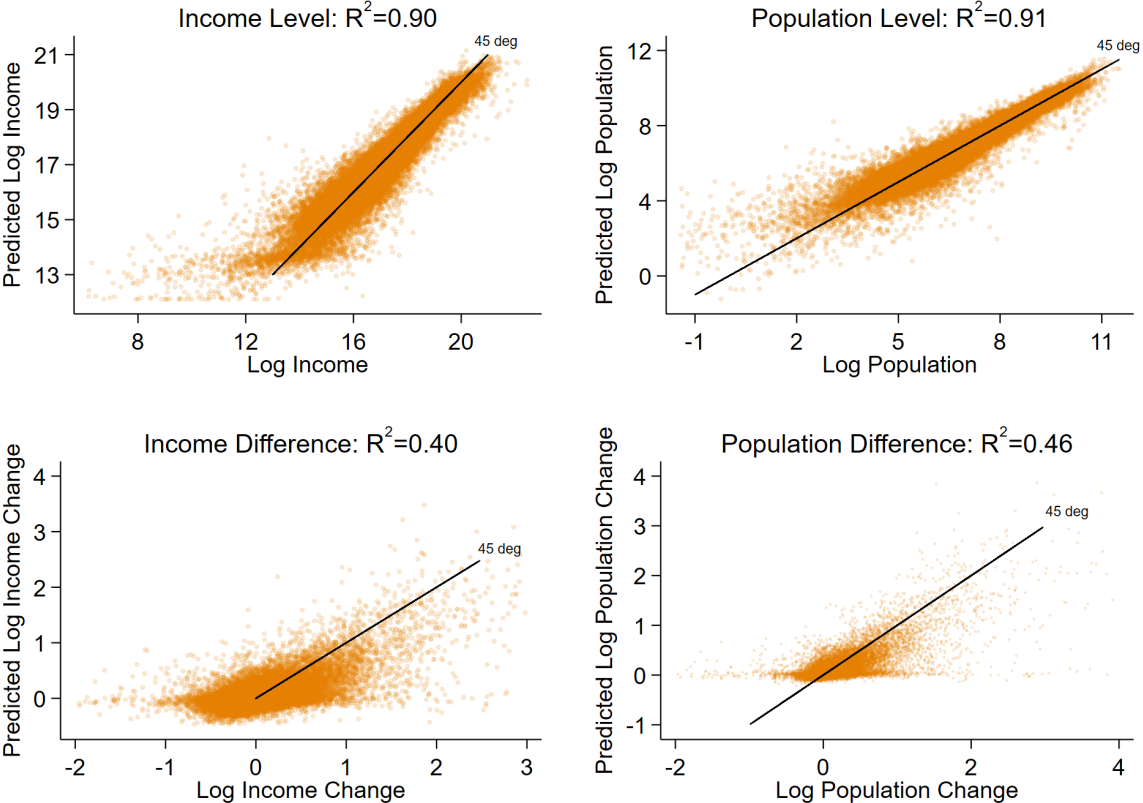 Income Level: R²=0.90
45 deg
Predicted Log Income
21
19
17
15
13
8 12 16 20
Log Income
Population Level: R²=0.91
45 deg
Predicted Log Population
12
8
4
0
-1 2 5 8 11
Log Population
Income Difference: R²=0.40
45 deg
Predicted Log Income Change
4
3
2
1
0
-2 -1 0 1 2 3
Log Income Change
Population Difference: R²=0.46
45 deg
Predicted Log Population Change
4
3
2
1
0
-1
-2 0 2 4
Log Population Change